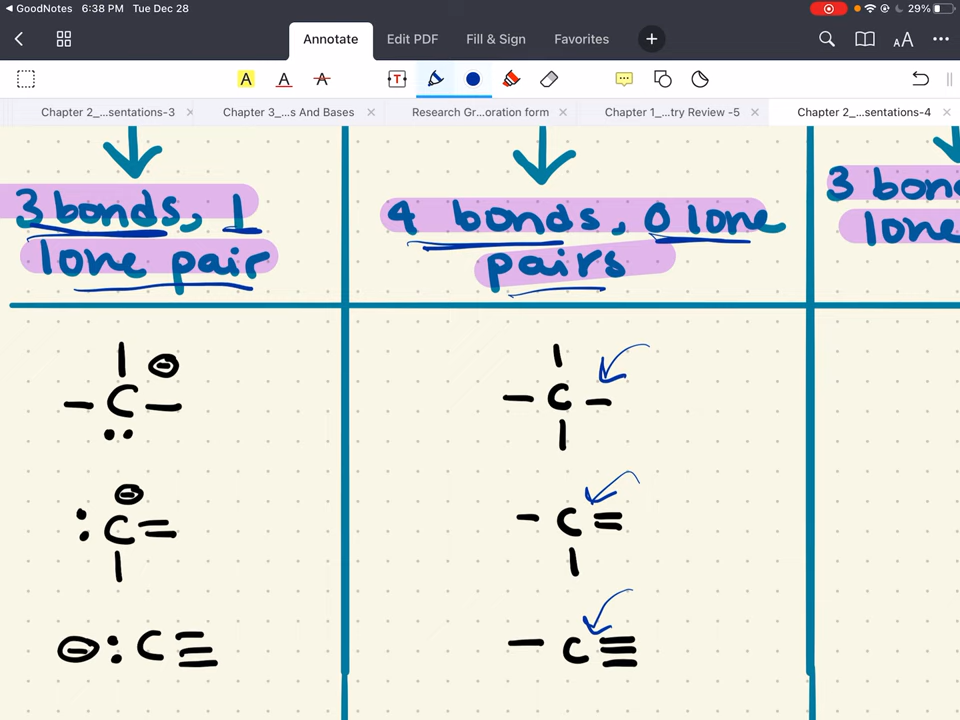 GoodNotes 6:38 PM Tue Dec 28 29%
Annotate Edit PDF Fill & Sign Favorites
A A A T AA
Chapter 2_...sentations-3 Chapter 3_...s And Bases Research Gr...oration form Chapter 1_...try Review -5 Chapter 2_...sentations-4
3 bonds, 1
lone pair
4 bonds, 0 lone
pairs
3 bon
lone
C
C
C
C
C
C